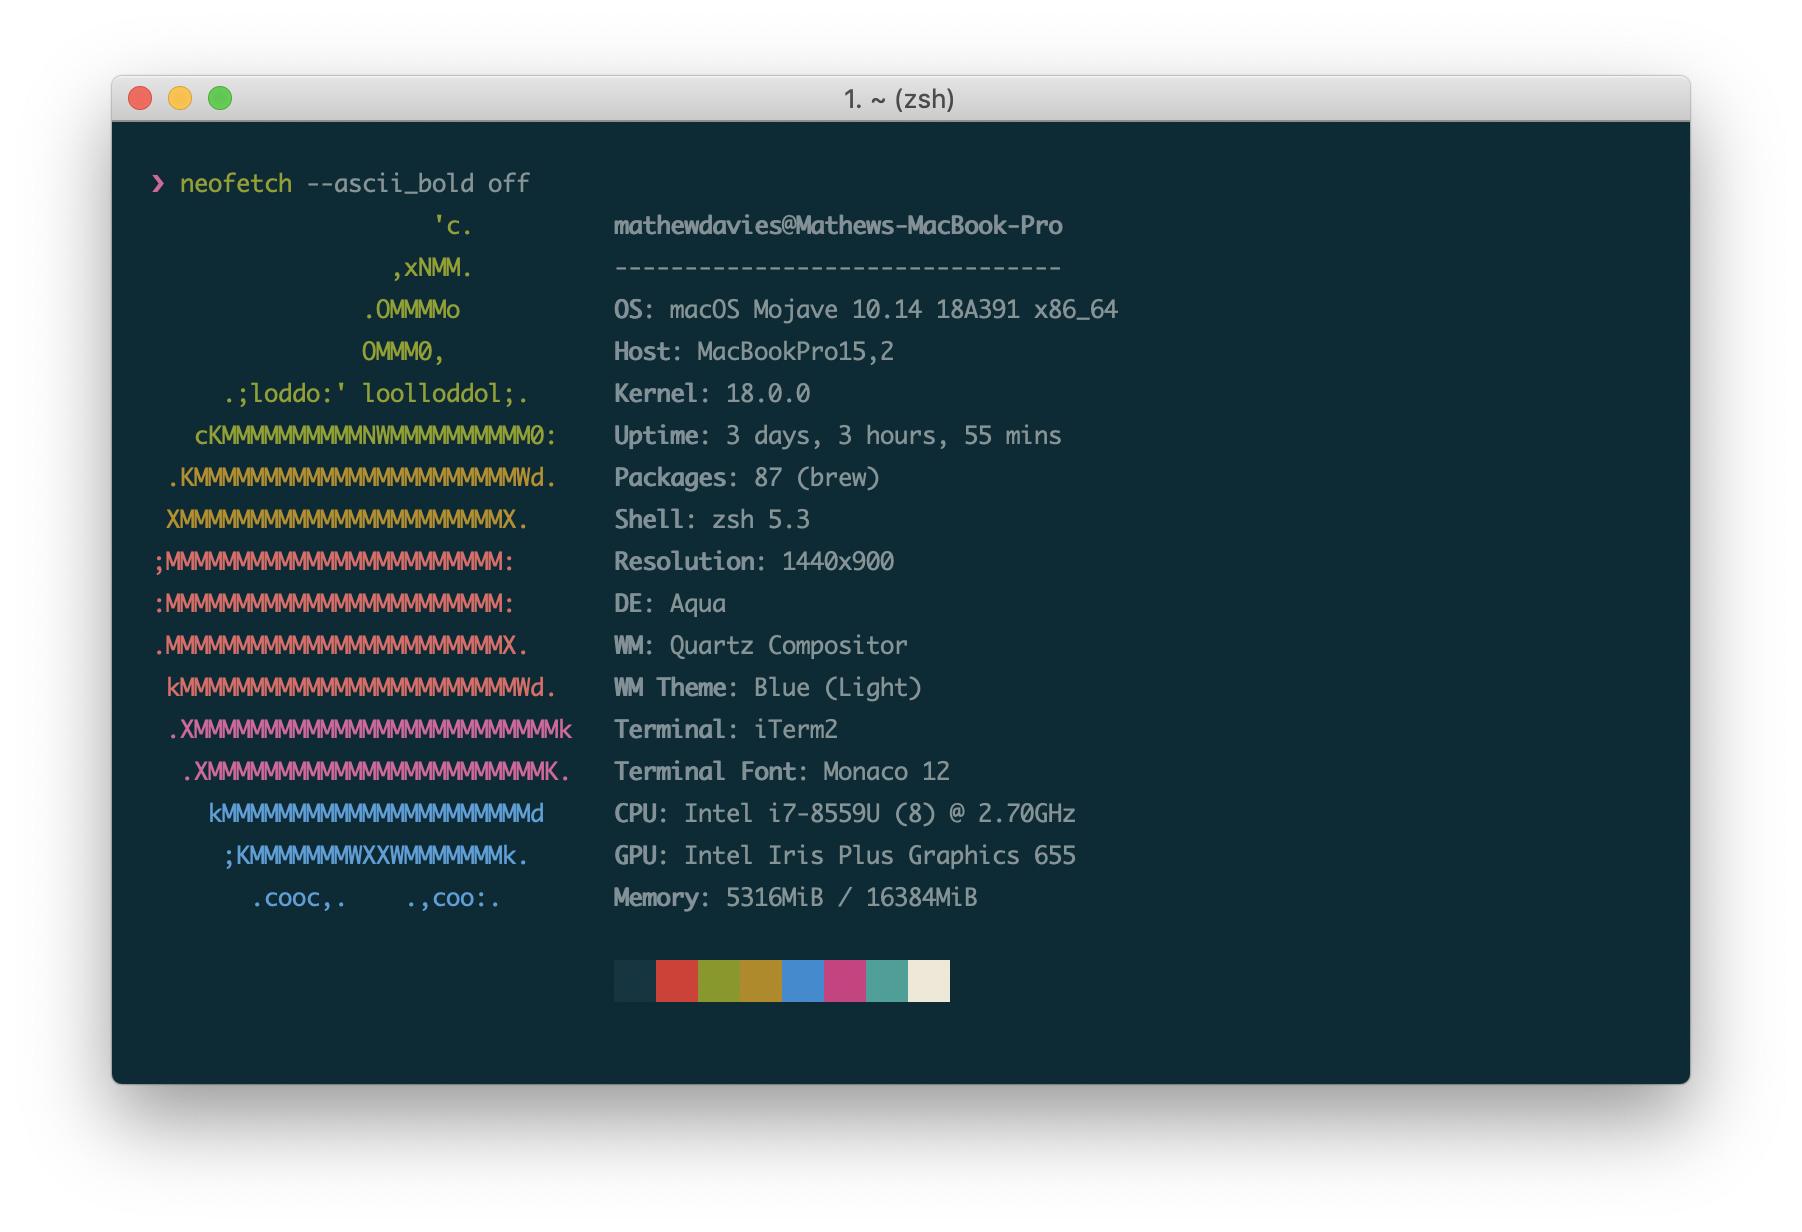 1. ~ (zsh)
❯ neofetch --ascii_bold off
'c. mathewdavies@Mathews-MacBook-Pro
,xNMM. --------------------------------
.OMMMMo OS: macOS Mojave 10.14 18A391 x86_64
OMMM0, Host: MacBookPro15,2
.;loddo:' loolloddol;. Kernel: 18.0.0
cKMMMMMMMMMMNWMMMMMMMMMM0: Uptime: 3 days, 3 hours, 55 mins
.KMMMMMMMMMMMMMMMMMMMMMMMWd. Packages: 87 (brew)
XMMMMMMMMMMMMMMMMMMMMMMMX. Shell: zsh 5.3
;MMMMMMMMMMMMMMMMMMMMMMMM: Resolution: 1440x900
:MMMMMMMMMMMMMMMMMMMMMMMM: DE: Aqua
.MMMMMMMMMMMMMMMMMMMMMMMMX. WM: Quartz Compositor
kMMMMMMMMMMMMMMMMMMMMMMMMWd. WM Theme: Blue (Light)
.XMMMMMMMMMMMMMMMMMMMMMMMMMMk Terminal: iTerm2
.XMMMMMMMMMMMMMMMMMMMMMMMMK. Terminal Font: Monaco 12
kMMMMMMMMMMMMMMMMMMMMMMd CPU: Intel i7-8559U (8) @ 2.70GHz
;KMMMMMMMWXXWMMMMMMMk. GPU: Intel Iris Plus Graphics 655
.cooc,. .,coo:. Memory: 5316MiB / 16384MiB